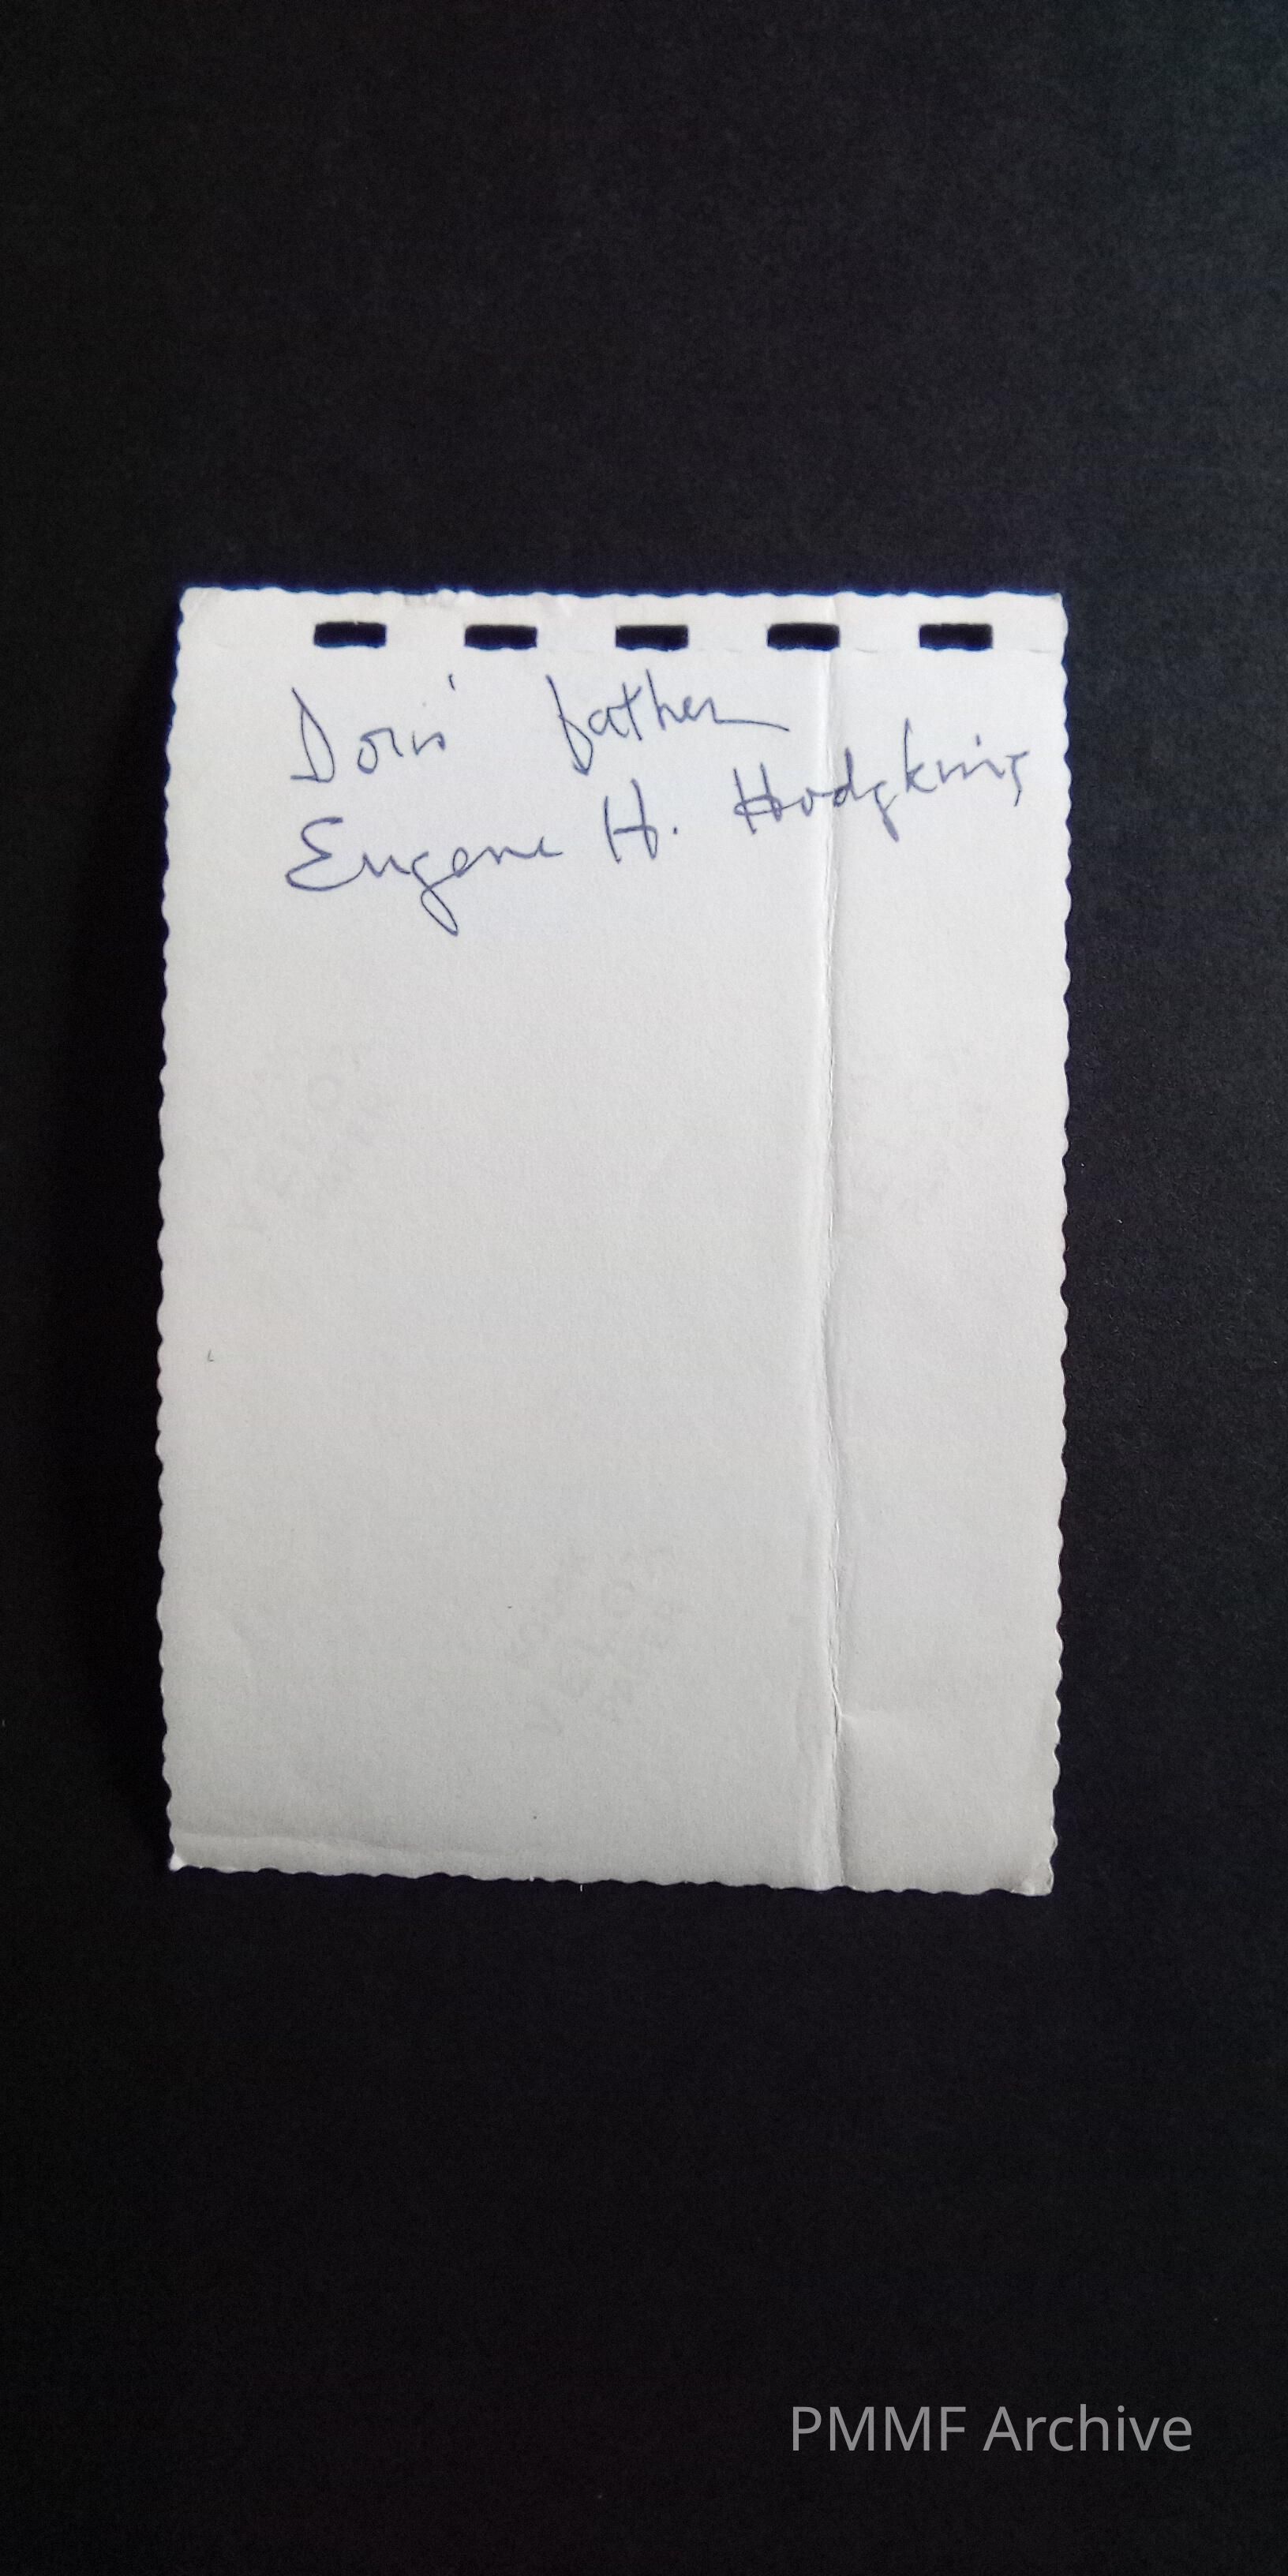 Doris' father
Eugene H. Hodgkins
PMMF Archive